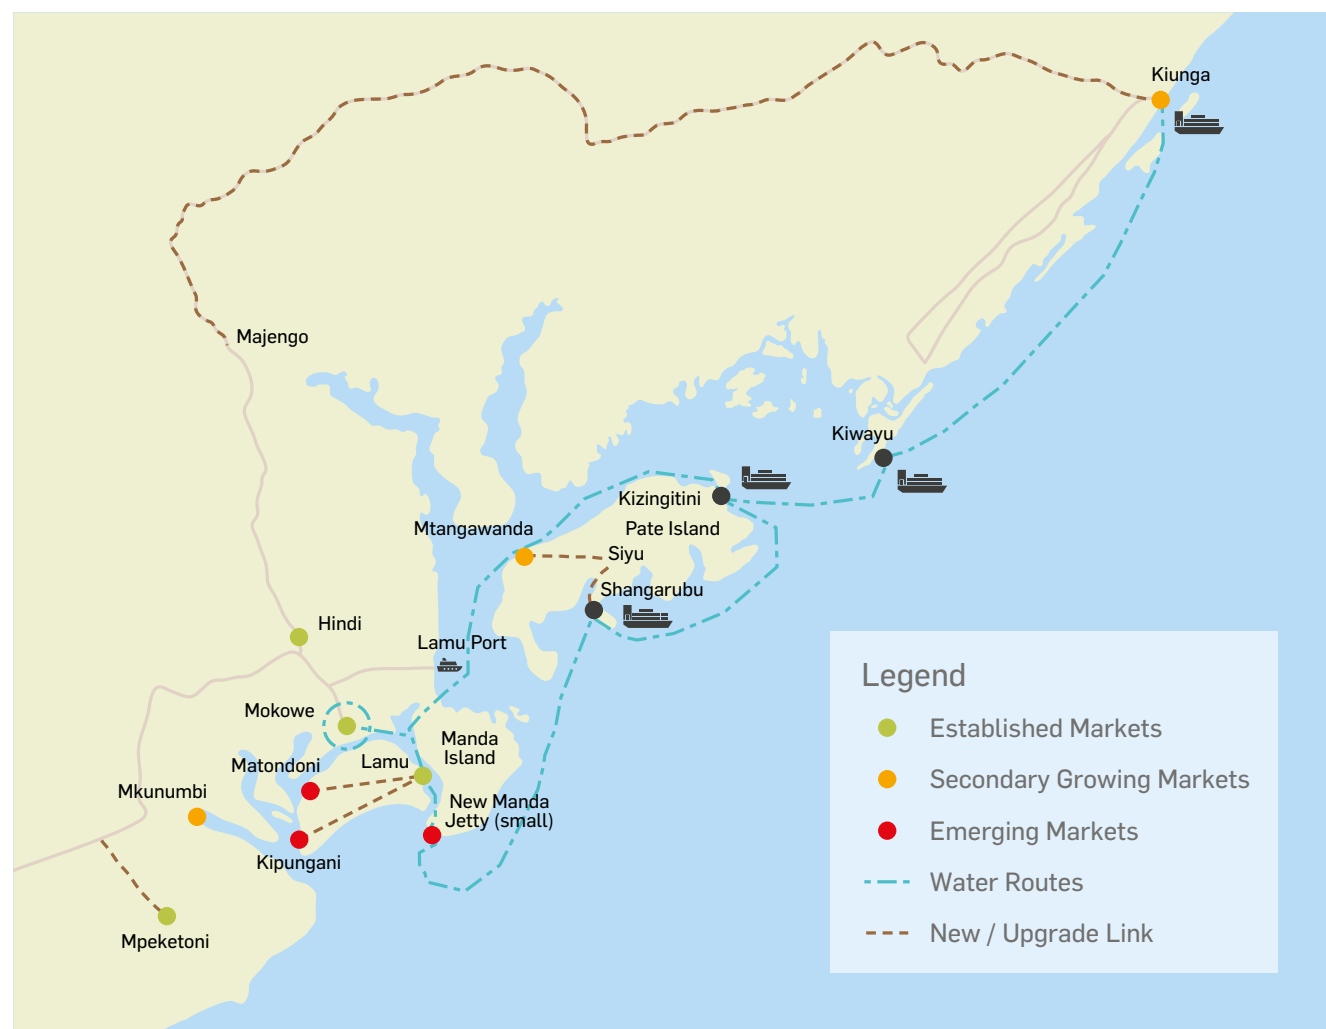 Kiunga
Majengo
Kiwayu
Kizingitini
Mtangawanda
Pate Island
Siyu
Shangarubu
Hindi
Lamu Port
Mokowe
Manda
Island
Lamu
Matondoni
Mkunumbi
New Manda
Jetty (small)
Kipungani
Mpeketoni
Legend
Established Markets
Secondary Growing Markets
Emerging Markets
Water Routes
New / Upgrade Link